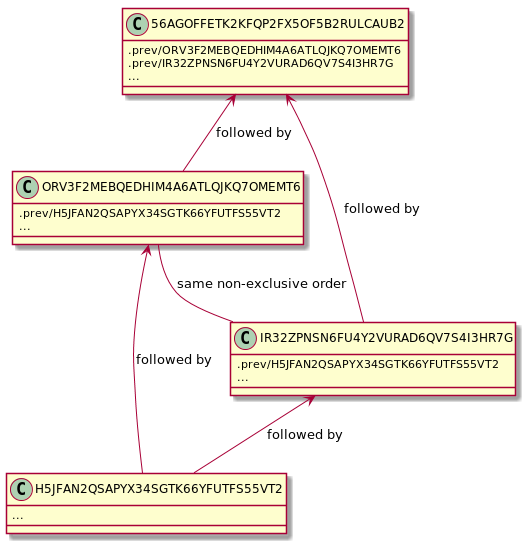 C 56AGOFFETK2KFQP2FX5OF5B2RULCAUB2
.prev/ORV3F2MEBQEDHIM4A6ATLQJKQ7OMEMT6
.prev/IR32ZPNSN6FU4Y2VURAD6QV7S4I3HR7G
...
followed by
C ORV3F2MEBQEDHIM4A6ATLQJKQ7OMEMT6
.prev/H5JFAN2QSAPYX34SGTK66YFUTFS55VT2
...
followed by
same non-exclusive order
C IR32ZPNSN6FU4Y2VURAD6QV7S4I3HR7G
.prev/H5JFAN2QSAPYX34SGTK66YFUTFS55VT2
...
followed by
followed by
C H5JFAN2QSAPYX34SGTK66YFUTFS55VT2
...